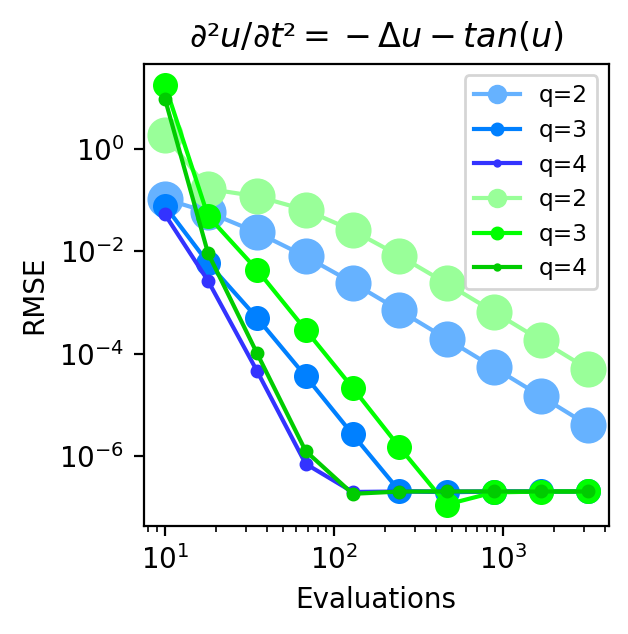 ∂²u/∂t² = −Δu − tan(u)
RMSE
10⁰
10⁻²
10⁻⁴
10⁻⁶
q=2
q=3
q=4
q=2
q=3
q=4
10¹ 10² 10³
Evaluations